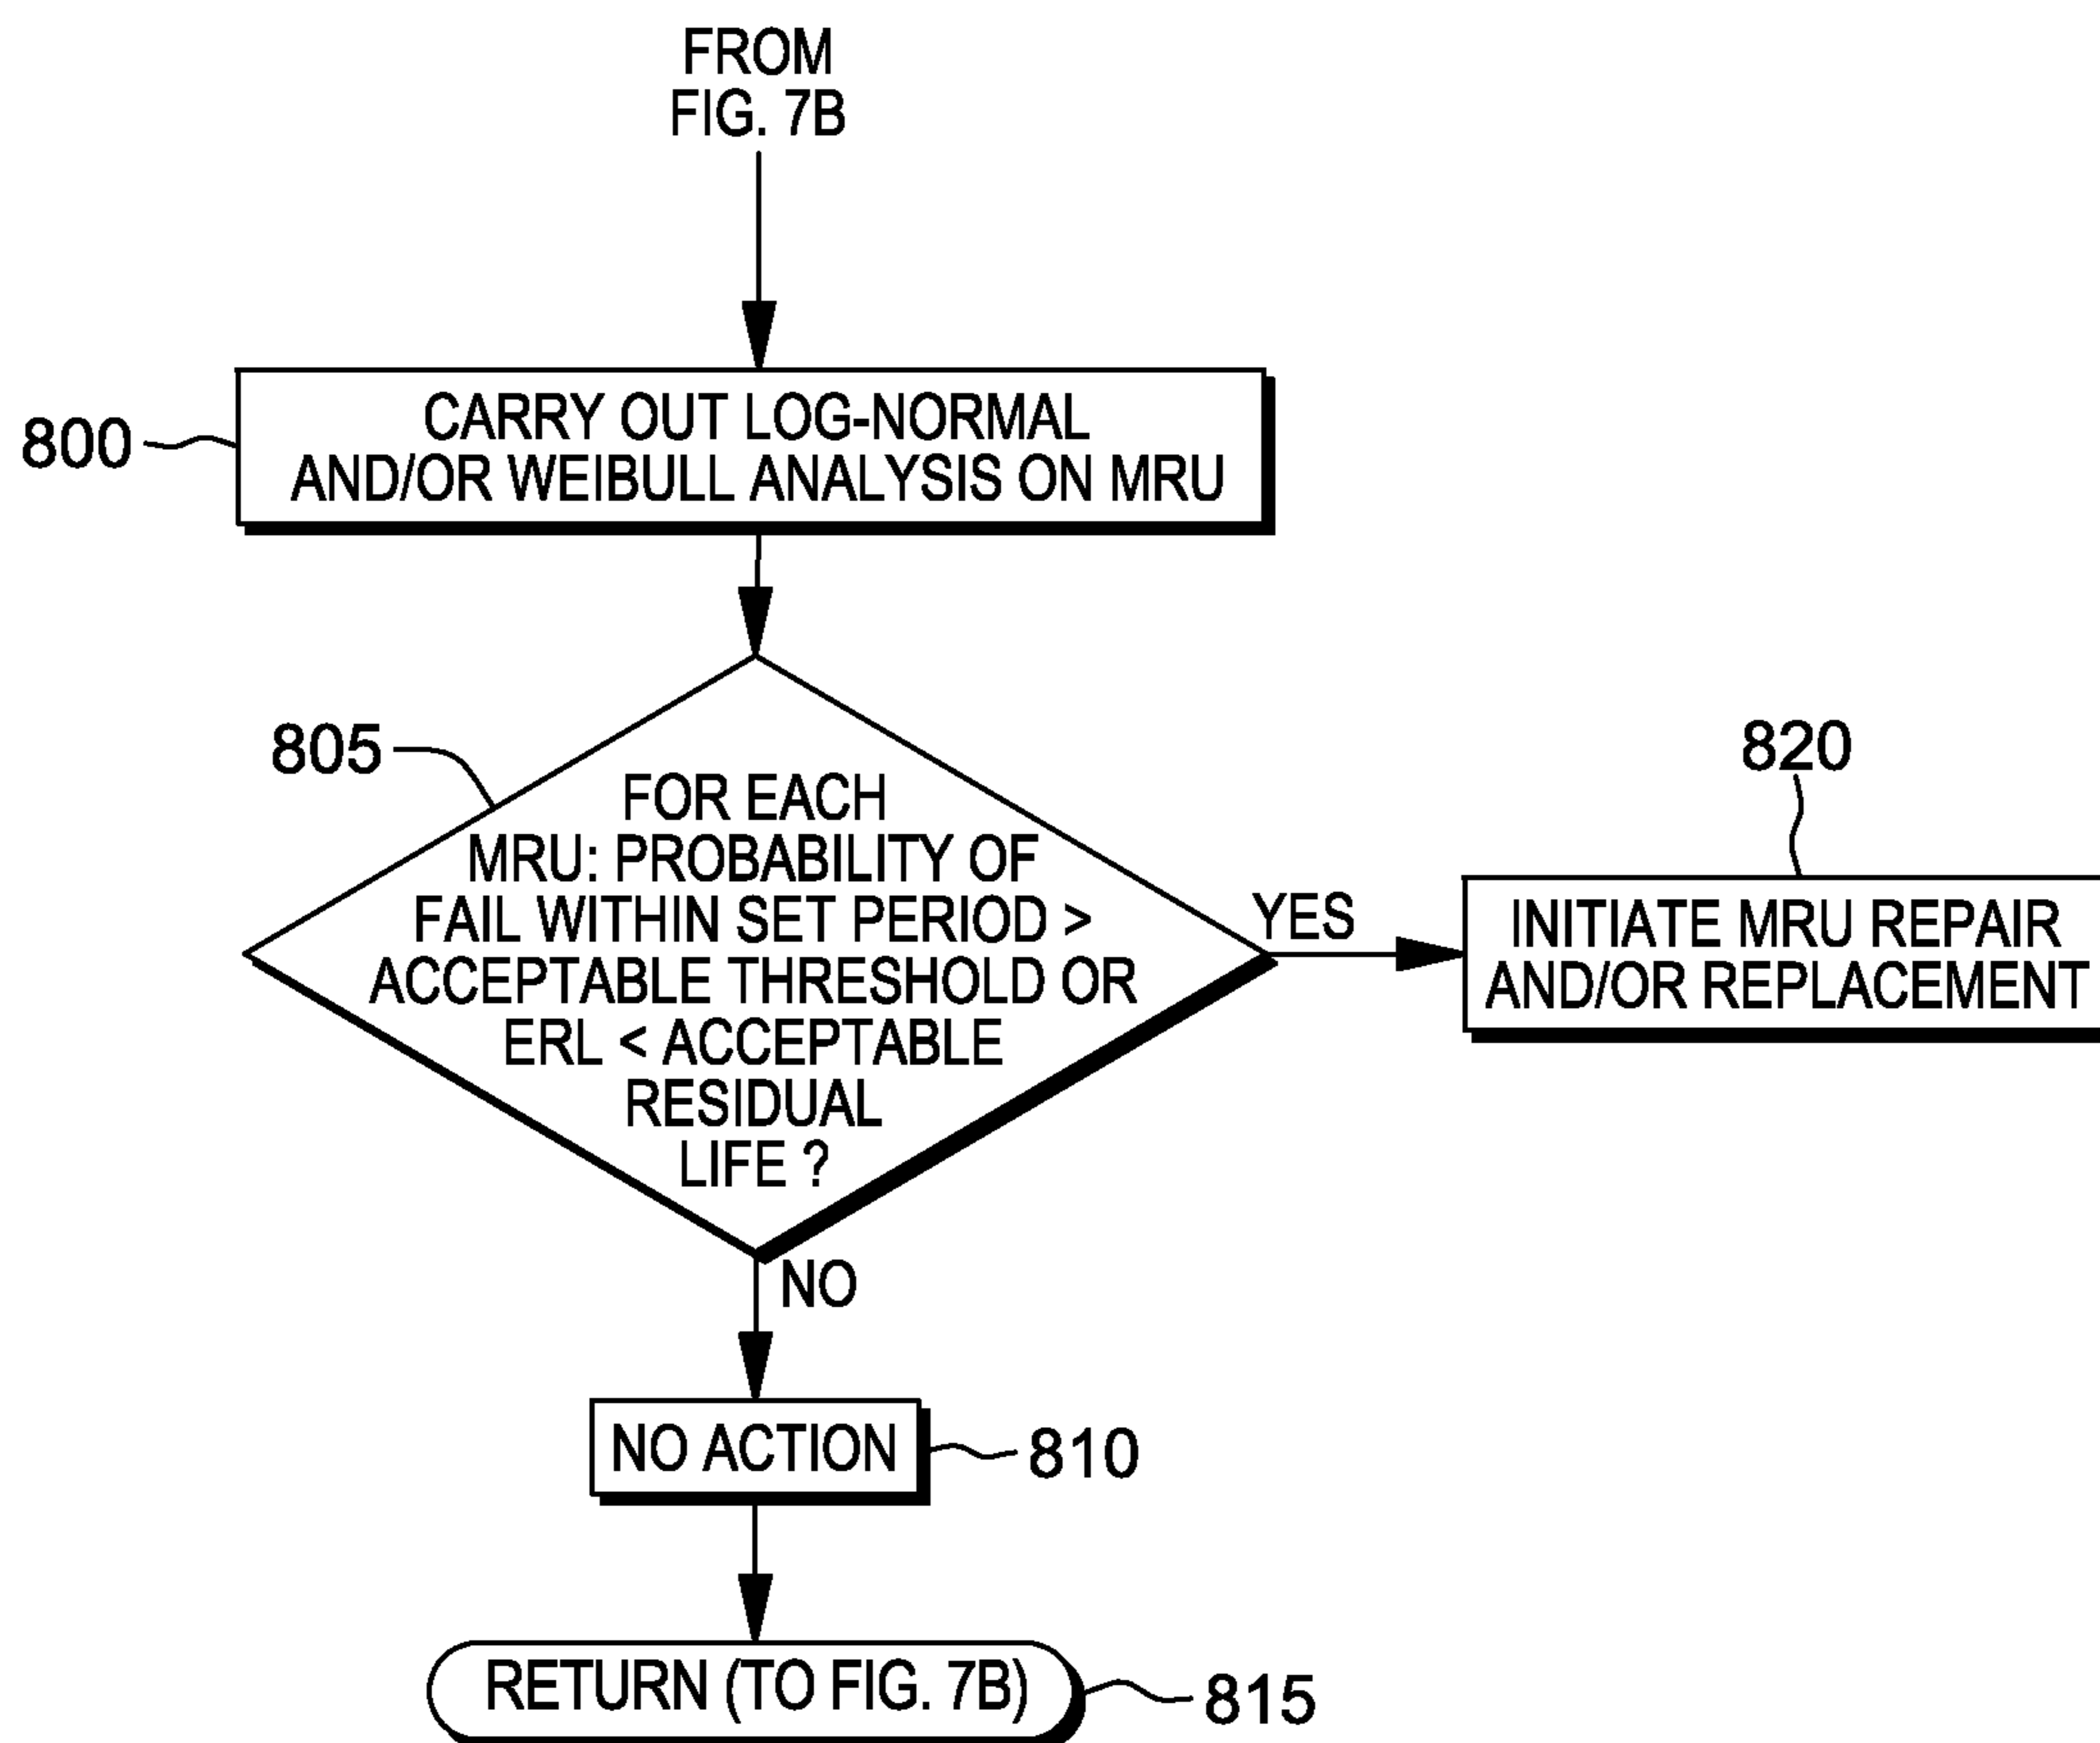 FROM
FIG. 7B
800
CARRY OUT LOG-NORMAL
AND/OR WEIBULL ANALYSIS ON MRU
805
FOR EACH
MRU: PROBABILITY OF
FAIL WITHIN SET PERIOD >
ACCEPTABLE THRESHOLD OR
ERL < ACCEPTABLE
RESIDUAL
LIFE ?
YES
820
INITIATE MRU REPAIR
AND/OR REPLACEMENT
NO
NO ACTION
810
RETURN (TO FIG. 7B)
815